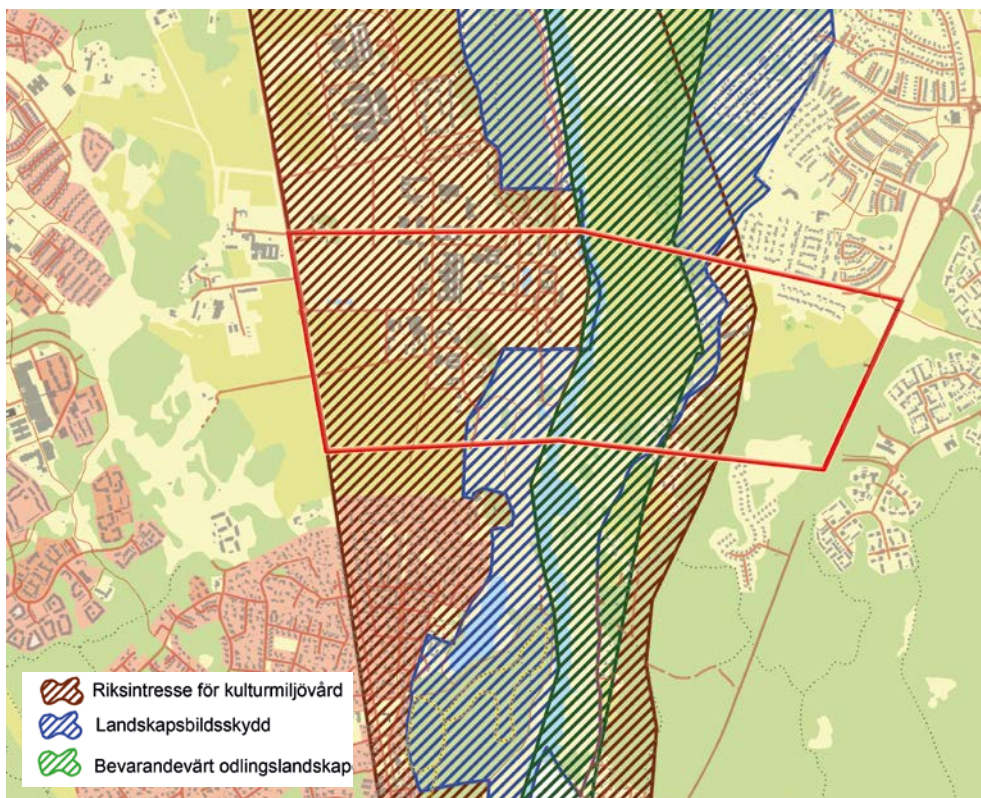 Riksintresse för kulturmiljövård
Landskapsbildsskydd
Bevarandevärt odlingslandskap